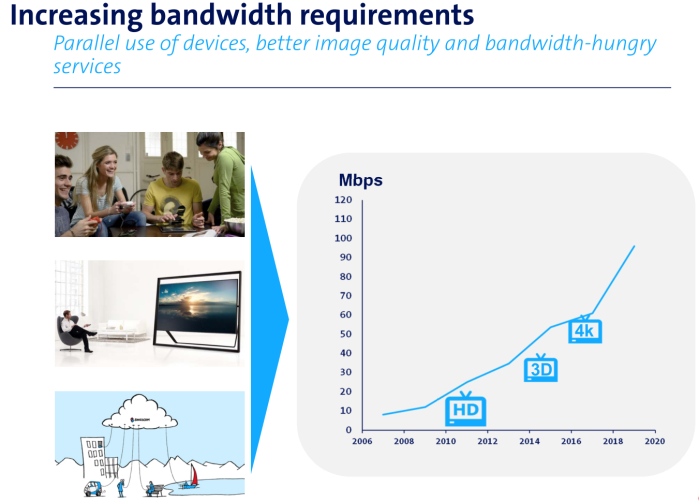 Increasing bandwidth requirements
Parallel use of devices, better image quality and bandwidth-hungry
services
Mbps
120
110
100
90
80
70
60
50
40
30
20
10
0
2006 2008 2010 2012 2014 2016 2018 2020
HD
3D
4k